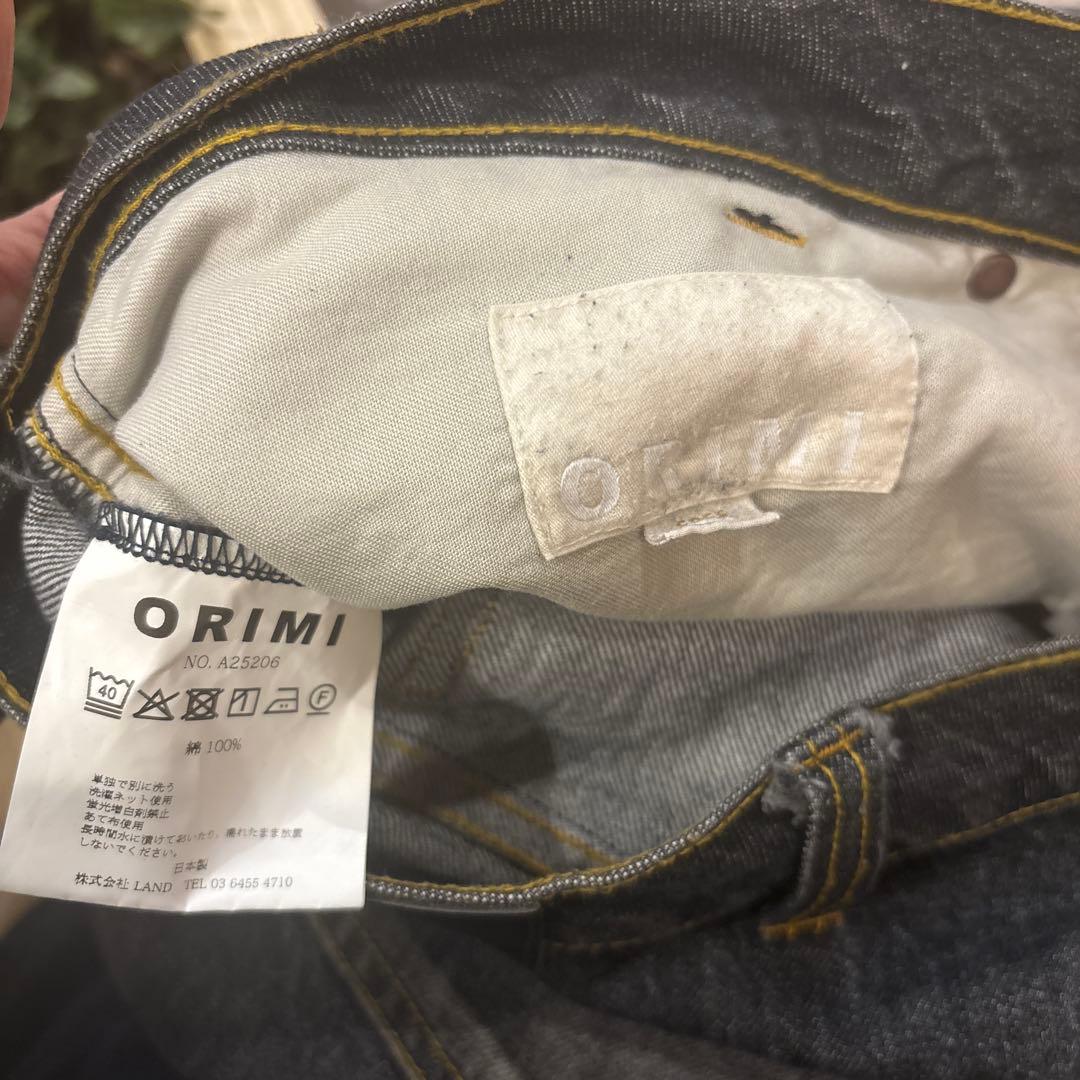 ORIMI
ORIMI
NO. A25206
40
F
綿 100%
単独で別に洗う
洗濯ネット使用
蛍光増白剤禁止
あて布使用
長時間水に漬けておいたり、濡れたまま放置
しないでください。
日本製
株式会社 LAND TEL 03 6455 4710